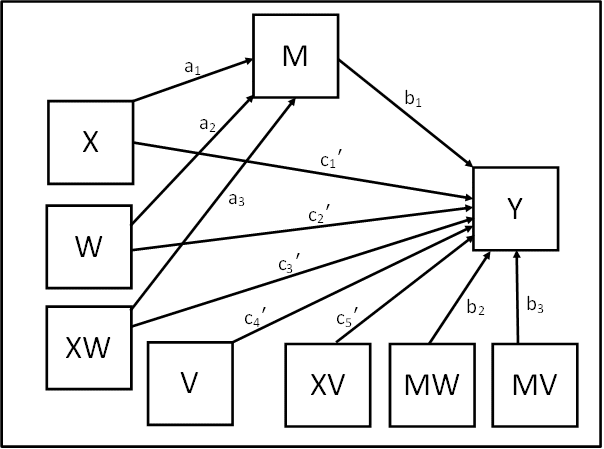 M
a₁
b₁
X
a₂
c₁′
a₃
Y
W
c₂′
c₃′
XW
c₄′
c₅′
b₂
b₃
V
XV
MW
MV